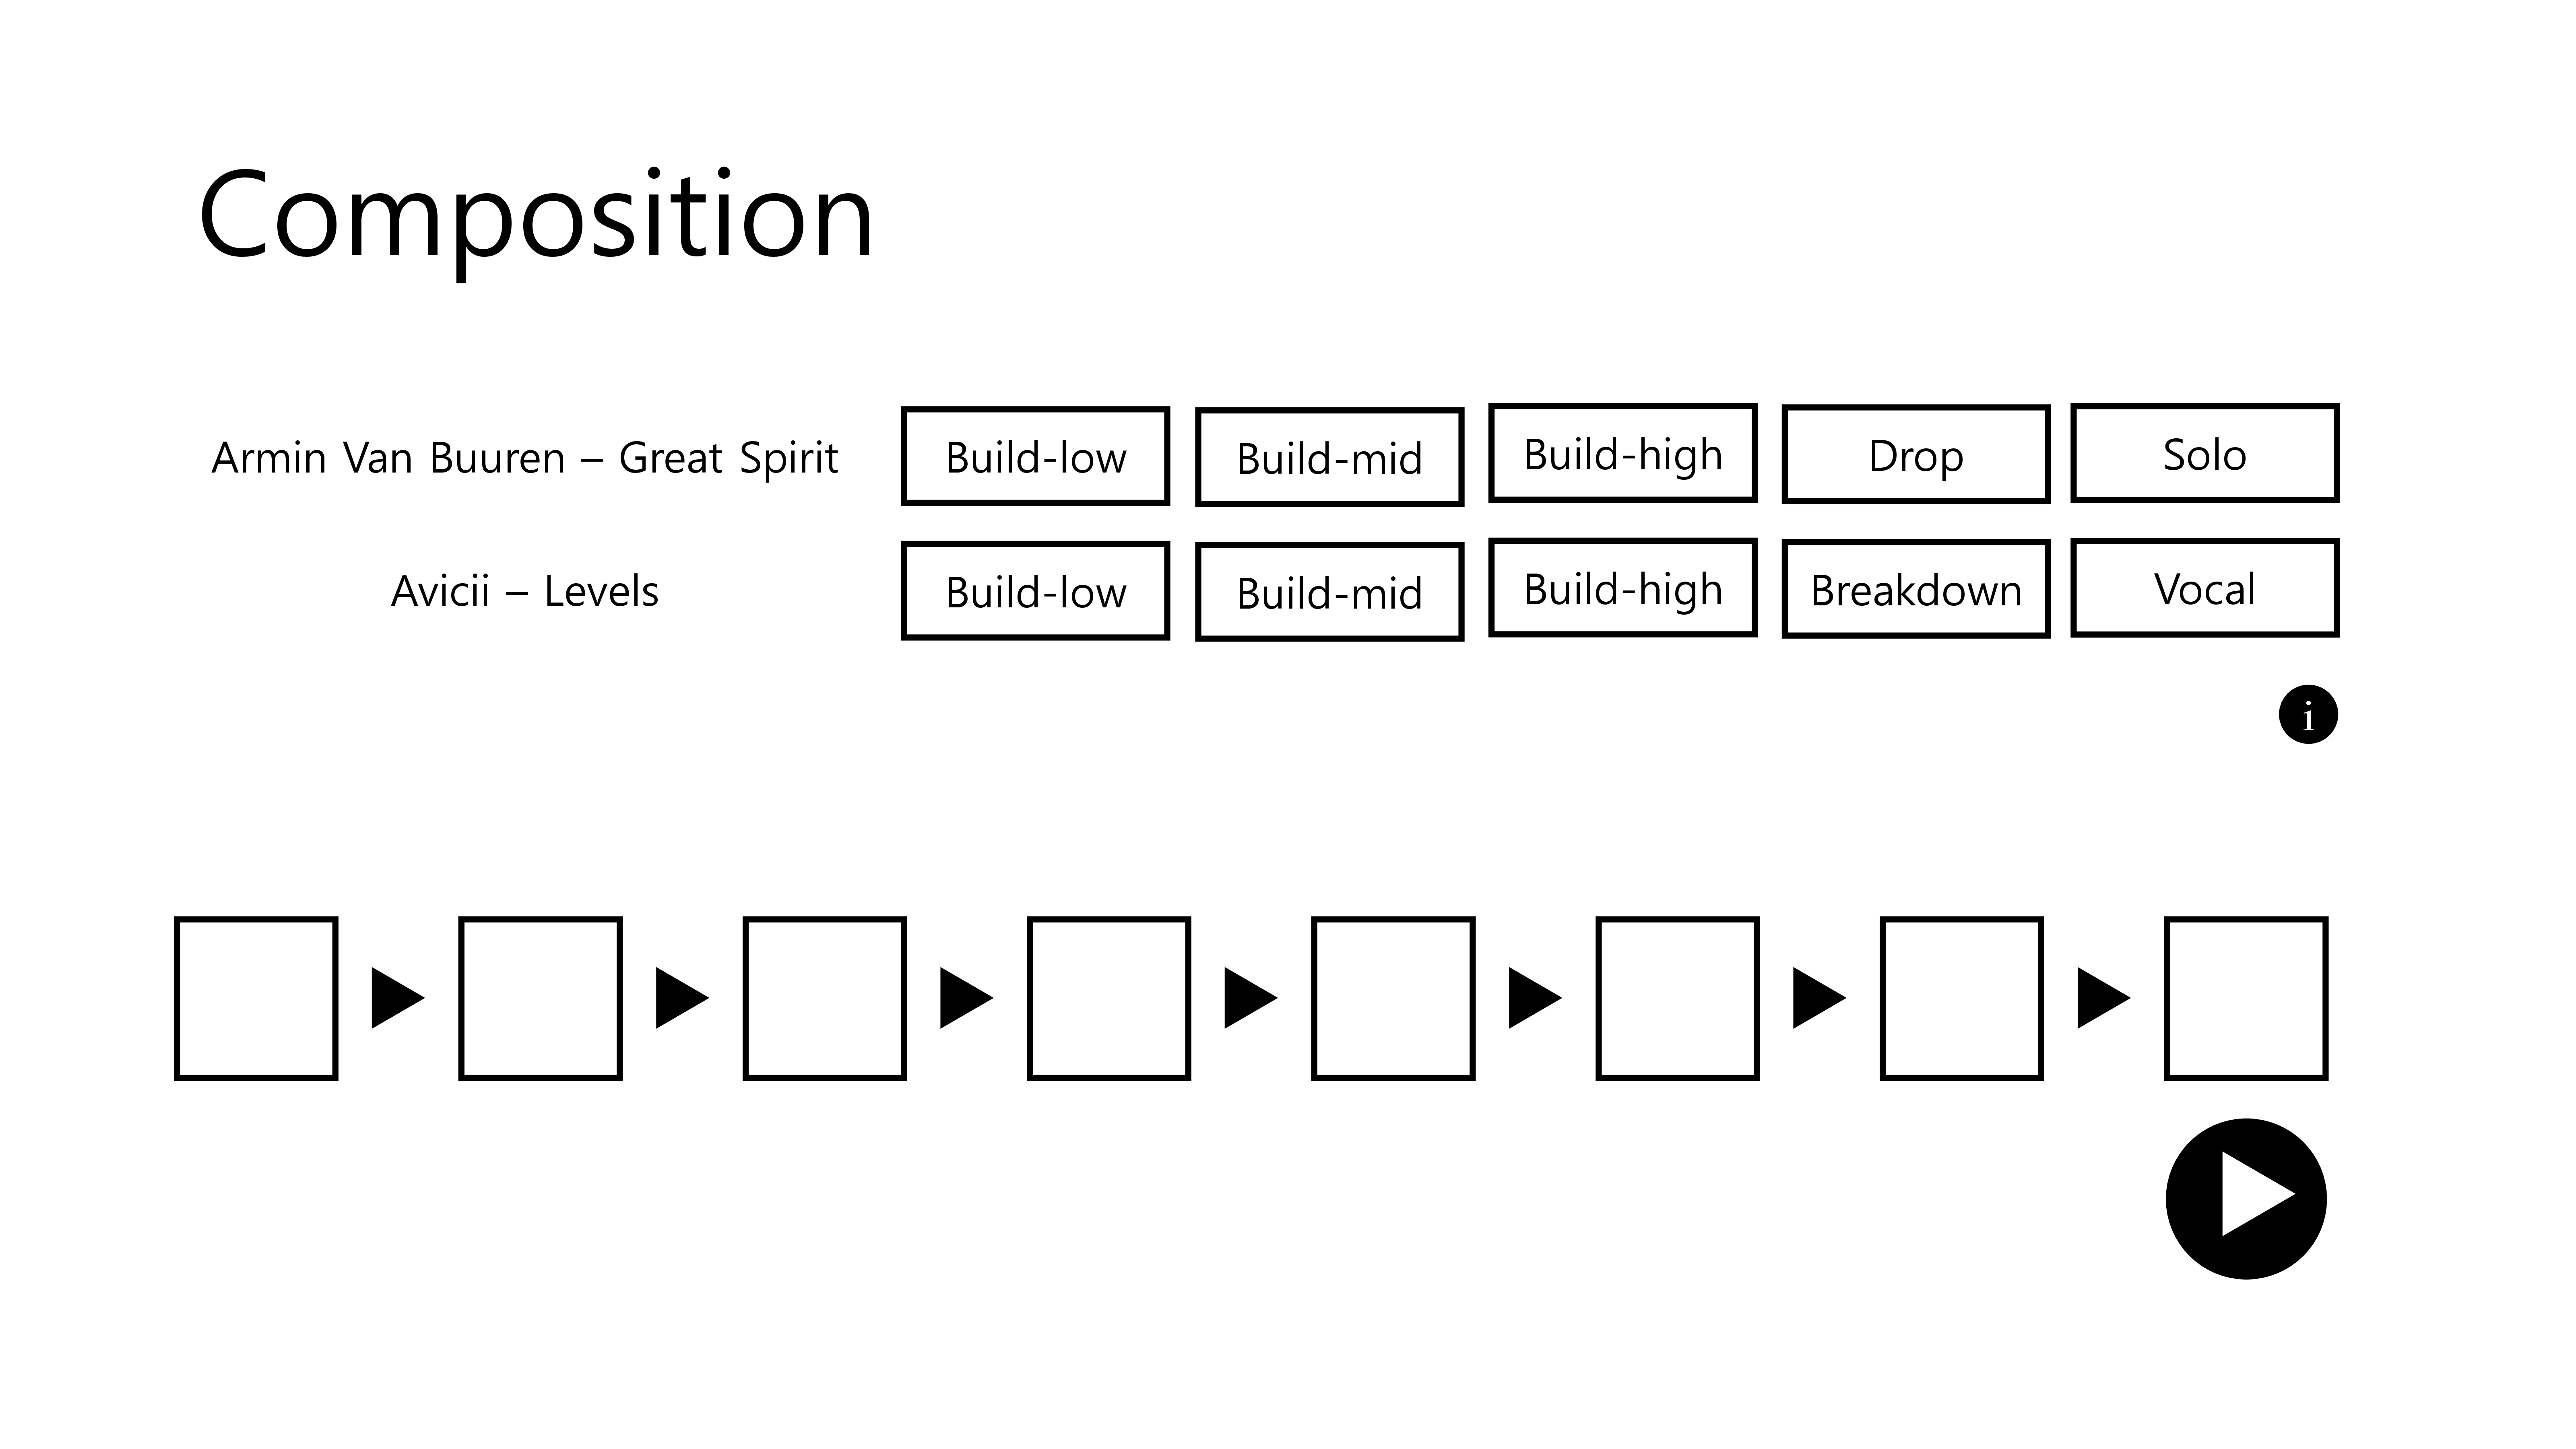 Composition
Armin Van Buuren – Great Spirit
Build-low
Build-mid
Build-high
Drop
Solo
Avicii – Levels
Build-low
Build-mid
Build-high
Breakdown
Vocal
i